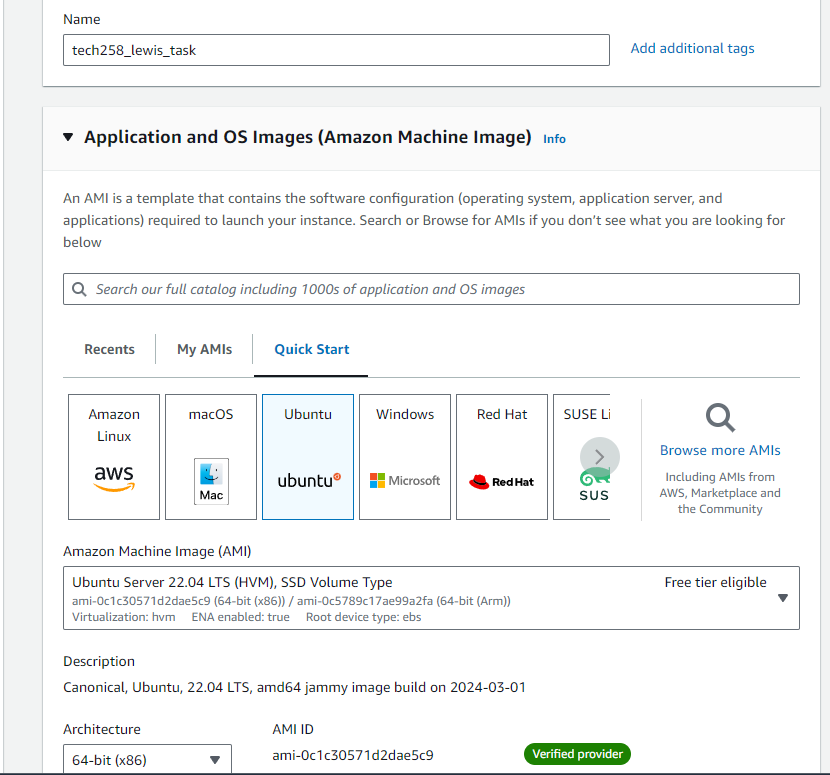 Name
tech258_lewis_task
Add additional tags
Application and OS Images (Amazon Machine Image) Info
An AMI is a template that contains the software configuration (operating system, application server, and
applications) required to launch your instance. Search or Browse for AMIs if you don’t see what you are looking for
below
Search our full catalog including 1000s of application and OS images
Recents
My AMIs
Quick Start
Amazon
Linux
aws
macOS
Mac
Ubuntu
ubuntu
Windows
Microsoft
Red Hat
Red Hat
SUSE Li
SUS
Browse more AMIs
Including AMIs from
AWS, Marketplace and
the Community
Amazon Machine Image (AMI)
Ubuntu Server 22.04 LTS (HVM), SSD Volume Type
Free tier eligible
ami-0c1c30571d2dae5c9 (64-bit (x86)) / ami-0c5789c17ae99a2fa (64-bit (Arm))
Virtualization: hvm ENA enabled: true Root device type: ebs
Description
Canonical, Ubuntu, 22.04 LTS, amd64 jammy image build on 2024-03-01
Architecture
64-bit (x86)
AMI ID
ami-0c1c30571d2dae5c9
Verified provider